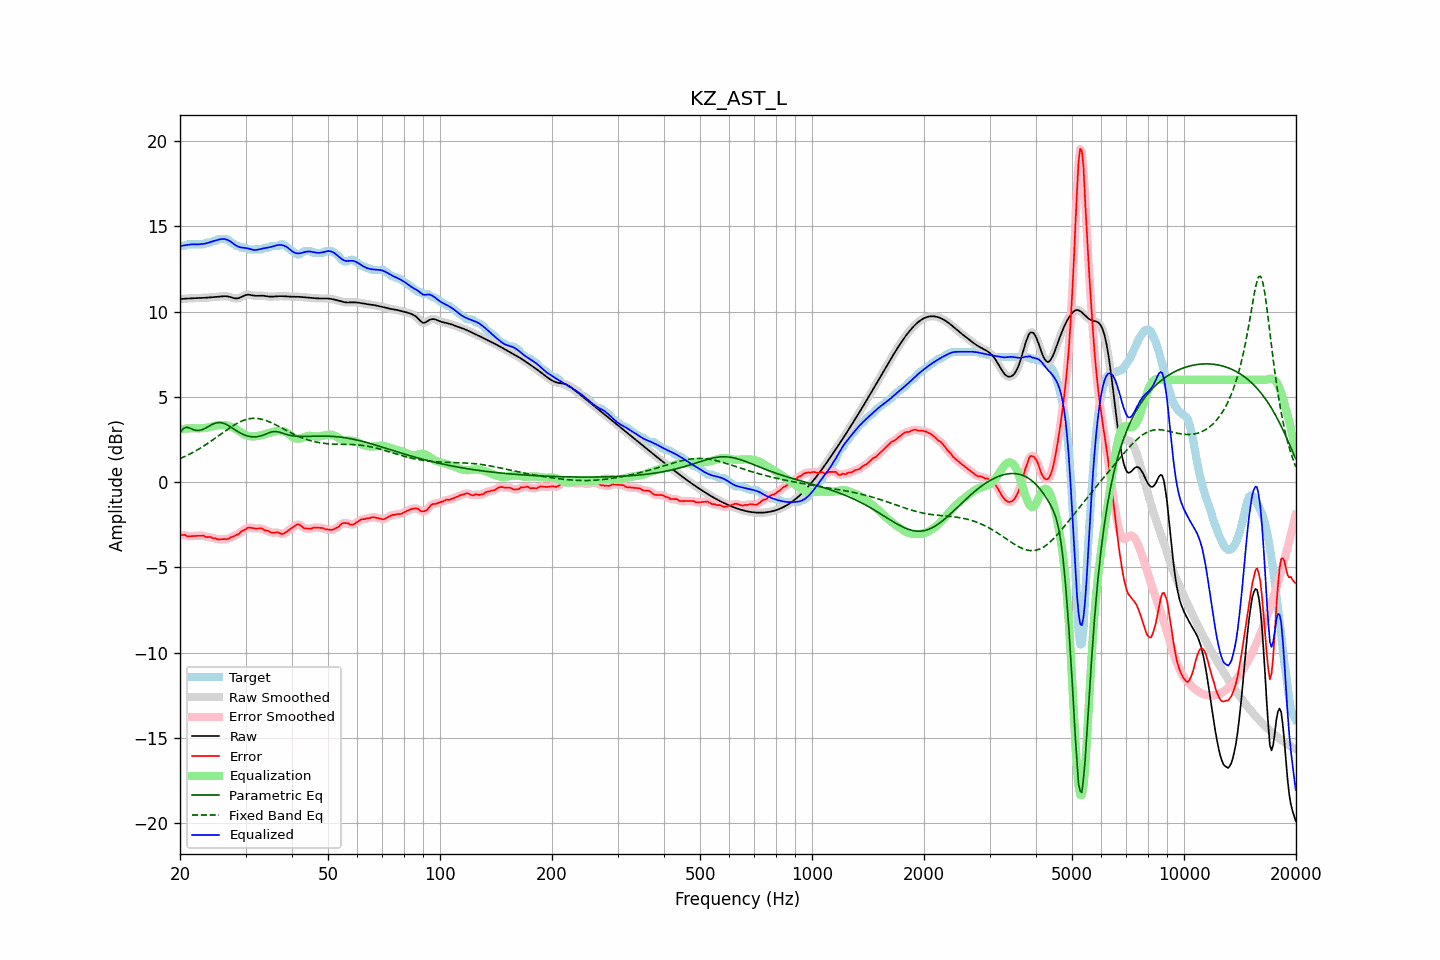 KZ_AST_L
20
15
10
5
0
−5
−10
−15
−20
Amplitude (dBr)
Target
Raw Smoothed
Error Smoothed
Raw
Error
Equalization
Parametric Eq
Fixed Band Eq
Equalized
20 50 100 200 500 1000 2000 5000 10000 20000
Frequency (Hz)